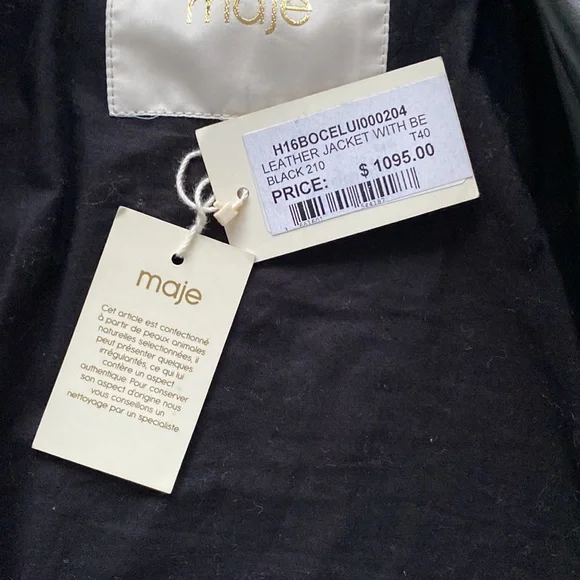 maje
H16BOCELUI000204
LEATHER JACKET WITH BE
BLACK 210 T40
PRICE: $ 1095.00
maje
Cet article est confectionné
à partir de peaux animales
naturelles selectionnées, il
peut présenter quelques
irrégularités, ce qui lui
confère un aspect
authentique. Pour conserver
son aspect d'origine nous
vous conseillons un
nettoyage par un spécialiste